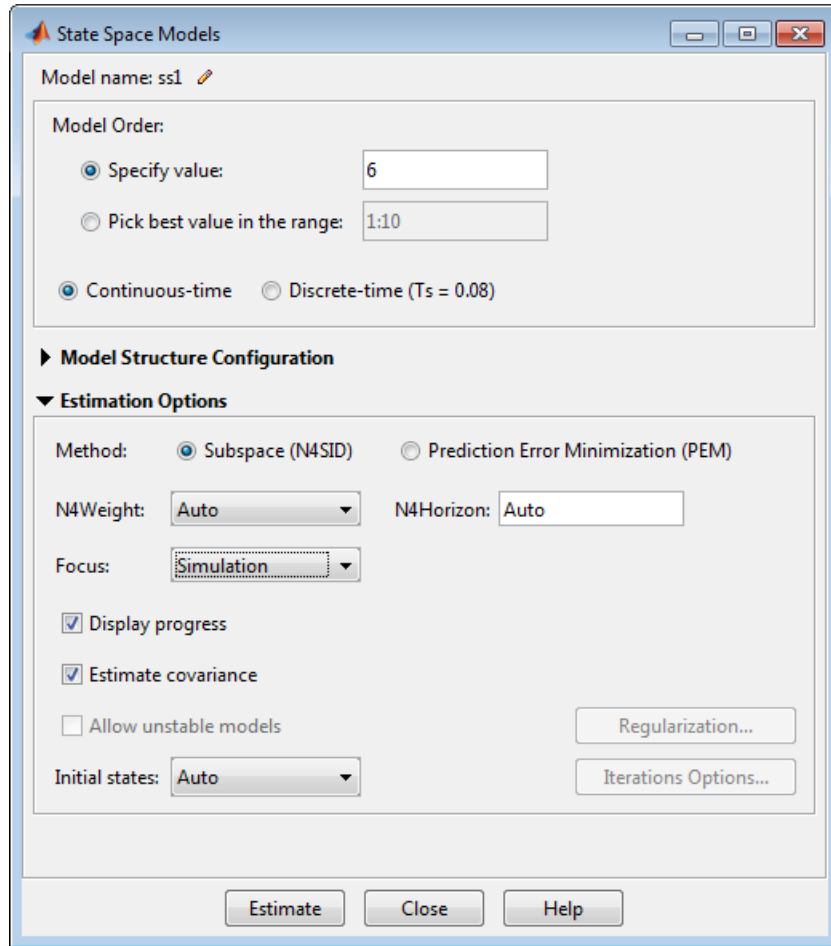 State Space Models
Model name: ss1
Model Order:
Specify value: 6
Pick best value in the range: 1:10
Continuous-time Discrete-time (Ts = 0.08)
Model Structure Configuration
Estimation Options
Method: Subspace (N4SID) Prediction Error Minimization (PEM)
N4Weight: Auto N4Horizon: Auto
Focus: Simulation
Display progress
Estimate covariance
Allow unstable models Regularization...
Initial states: Auto Iterations Options...
Estimate Close Help